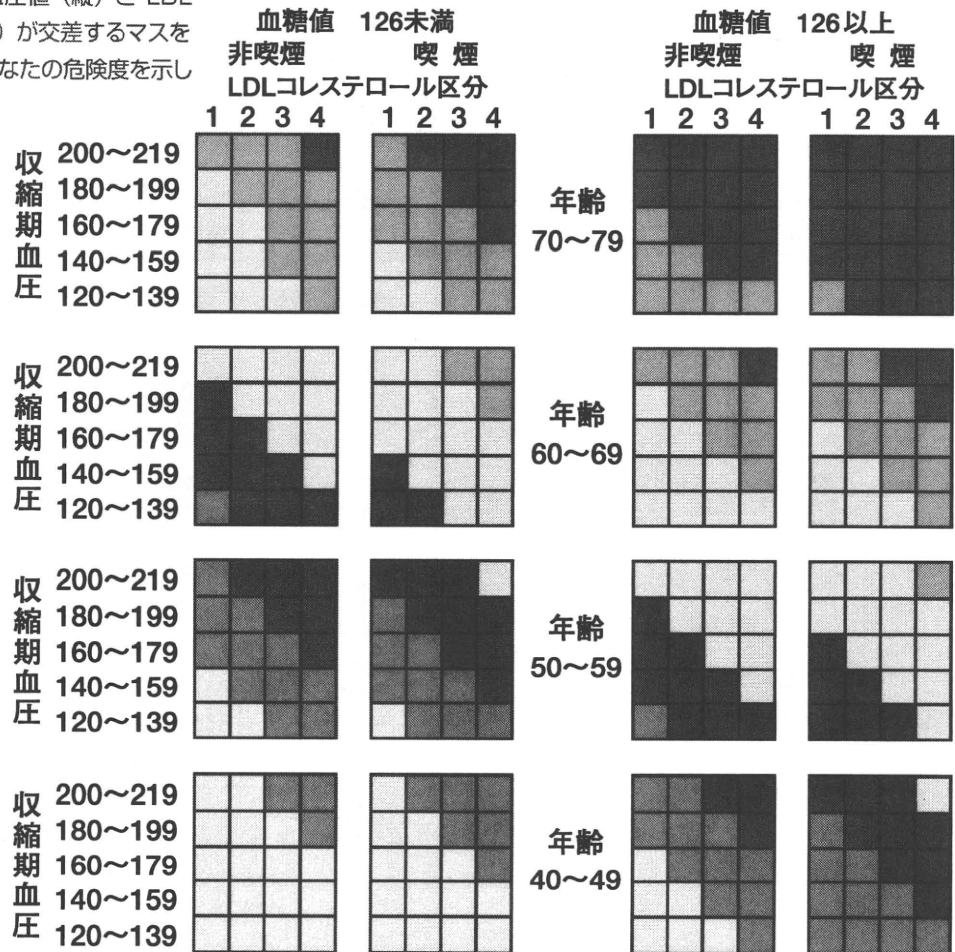 圧値（縦）と LDL
）が交差するマスを
なたの危険度を示し
血糖値 126未満
非喫煙 喫 煙
LDLコレステロール区分
1 2 3 4 1 2 3 4
血糖値 126以上
非喫煙 喫 煙
LDLコレステロール区分
1 2 3 4 1 2 3 4
収縮期血圧
200〜219
180〜199
160〜179
140〜159
120〜139
年齢
70〜79
収縮期血圧
200〜219
180〜199
160〜179
140〜159
120〜139
年齢
60〜69
収縮期血圧
200〜219
180〜199
160〜179
140〜159
120〜139
年齢
50〜59
収縮期血圧
200〜219
180〜199
160〜179
140〜159
120〜139
年齢
40〜49